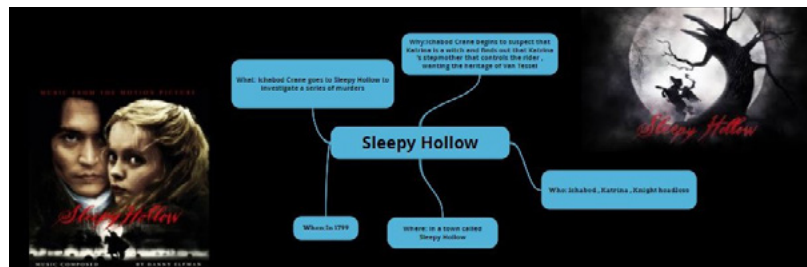 Why:Ichabod Crane begins to suspect that
Katrina is a witch and finds out that Katrina
's stepmother that controls the rider ,
wanting the heritage of Van Tassel
What: Ichabod Crane goes to Sleepy Hollow to
investigate a series of murders
MUSIC FROM THE MOTION PICTURE
Sleepy Hollow
Sleepy Hollow
Who: Ichabod , Katrina , Knight headless
Sleepy Hollow
When: In 1799
Where: in a town called
Sleepy Hollow
MUSIC COMPOSED BY DANNY ELFMAN